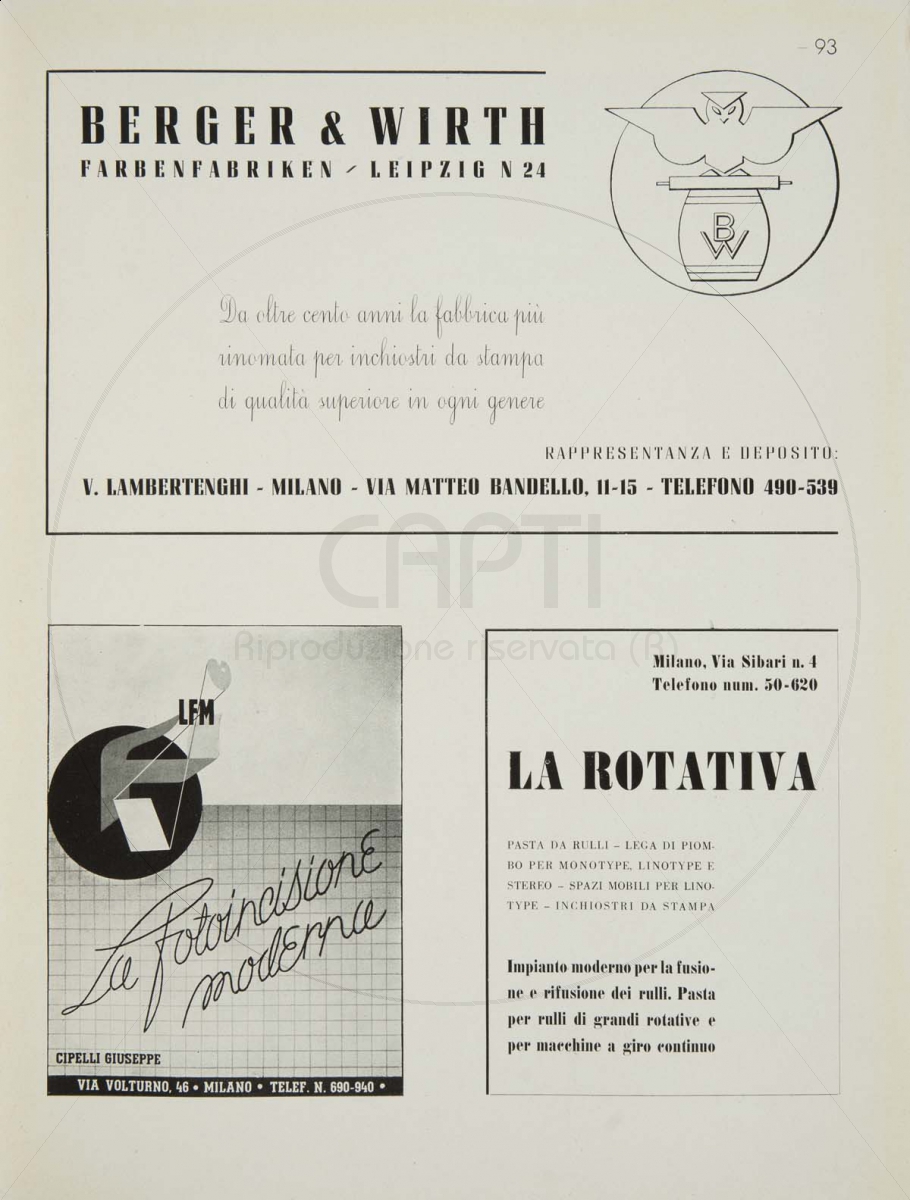 93
BERGER & WIRTH
FARBENFABRIKEN / LEIPZIG N 24
BW
Da oltre cento anni la fabbrica più
rinomata per inchiostri da stampa
di qualità superiore in ogni genere
RAPPRESENTANZA E DEPOSITO:
V. LAMBERTENGHI - MILANO - VIA MATTEO BANDELLO, 11-15 - TELEFONO 490-539
CAPTI
Riproduzione riservata (R)
LFM
La fotoincisione
moderna
CIPELLI GIUSEPPE
VIA VOLTURNO, 46 • MILANO • TELEF. N. 690-940 •
Milano, Via Sibari n. 4
Telefono num. 50-620
LA ROTATIVA
PASTA DA RULLI – LEGA DI PIOM-
BO PER MONOTYPE, LINOTYPE E
STEREO – SPAZI MOBILI PER LINO-
TYPE – INCHIOSTRI DA STAMPA
Impianto moderno per la fusio-
ne e rifusione dei rulli. Pasta
per rulli di grandi rotative e
per macchine a giro continuo